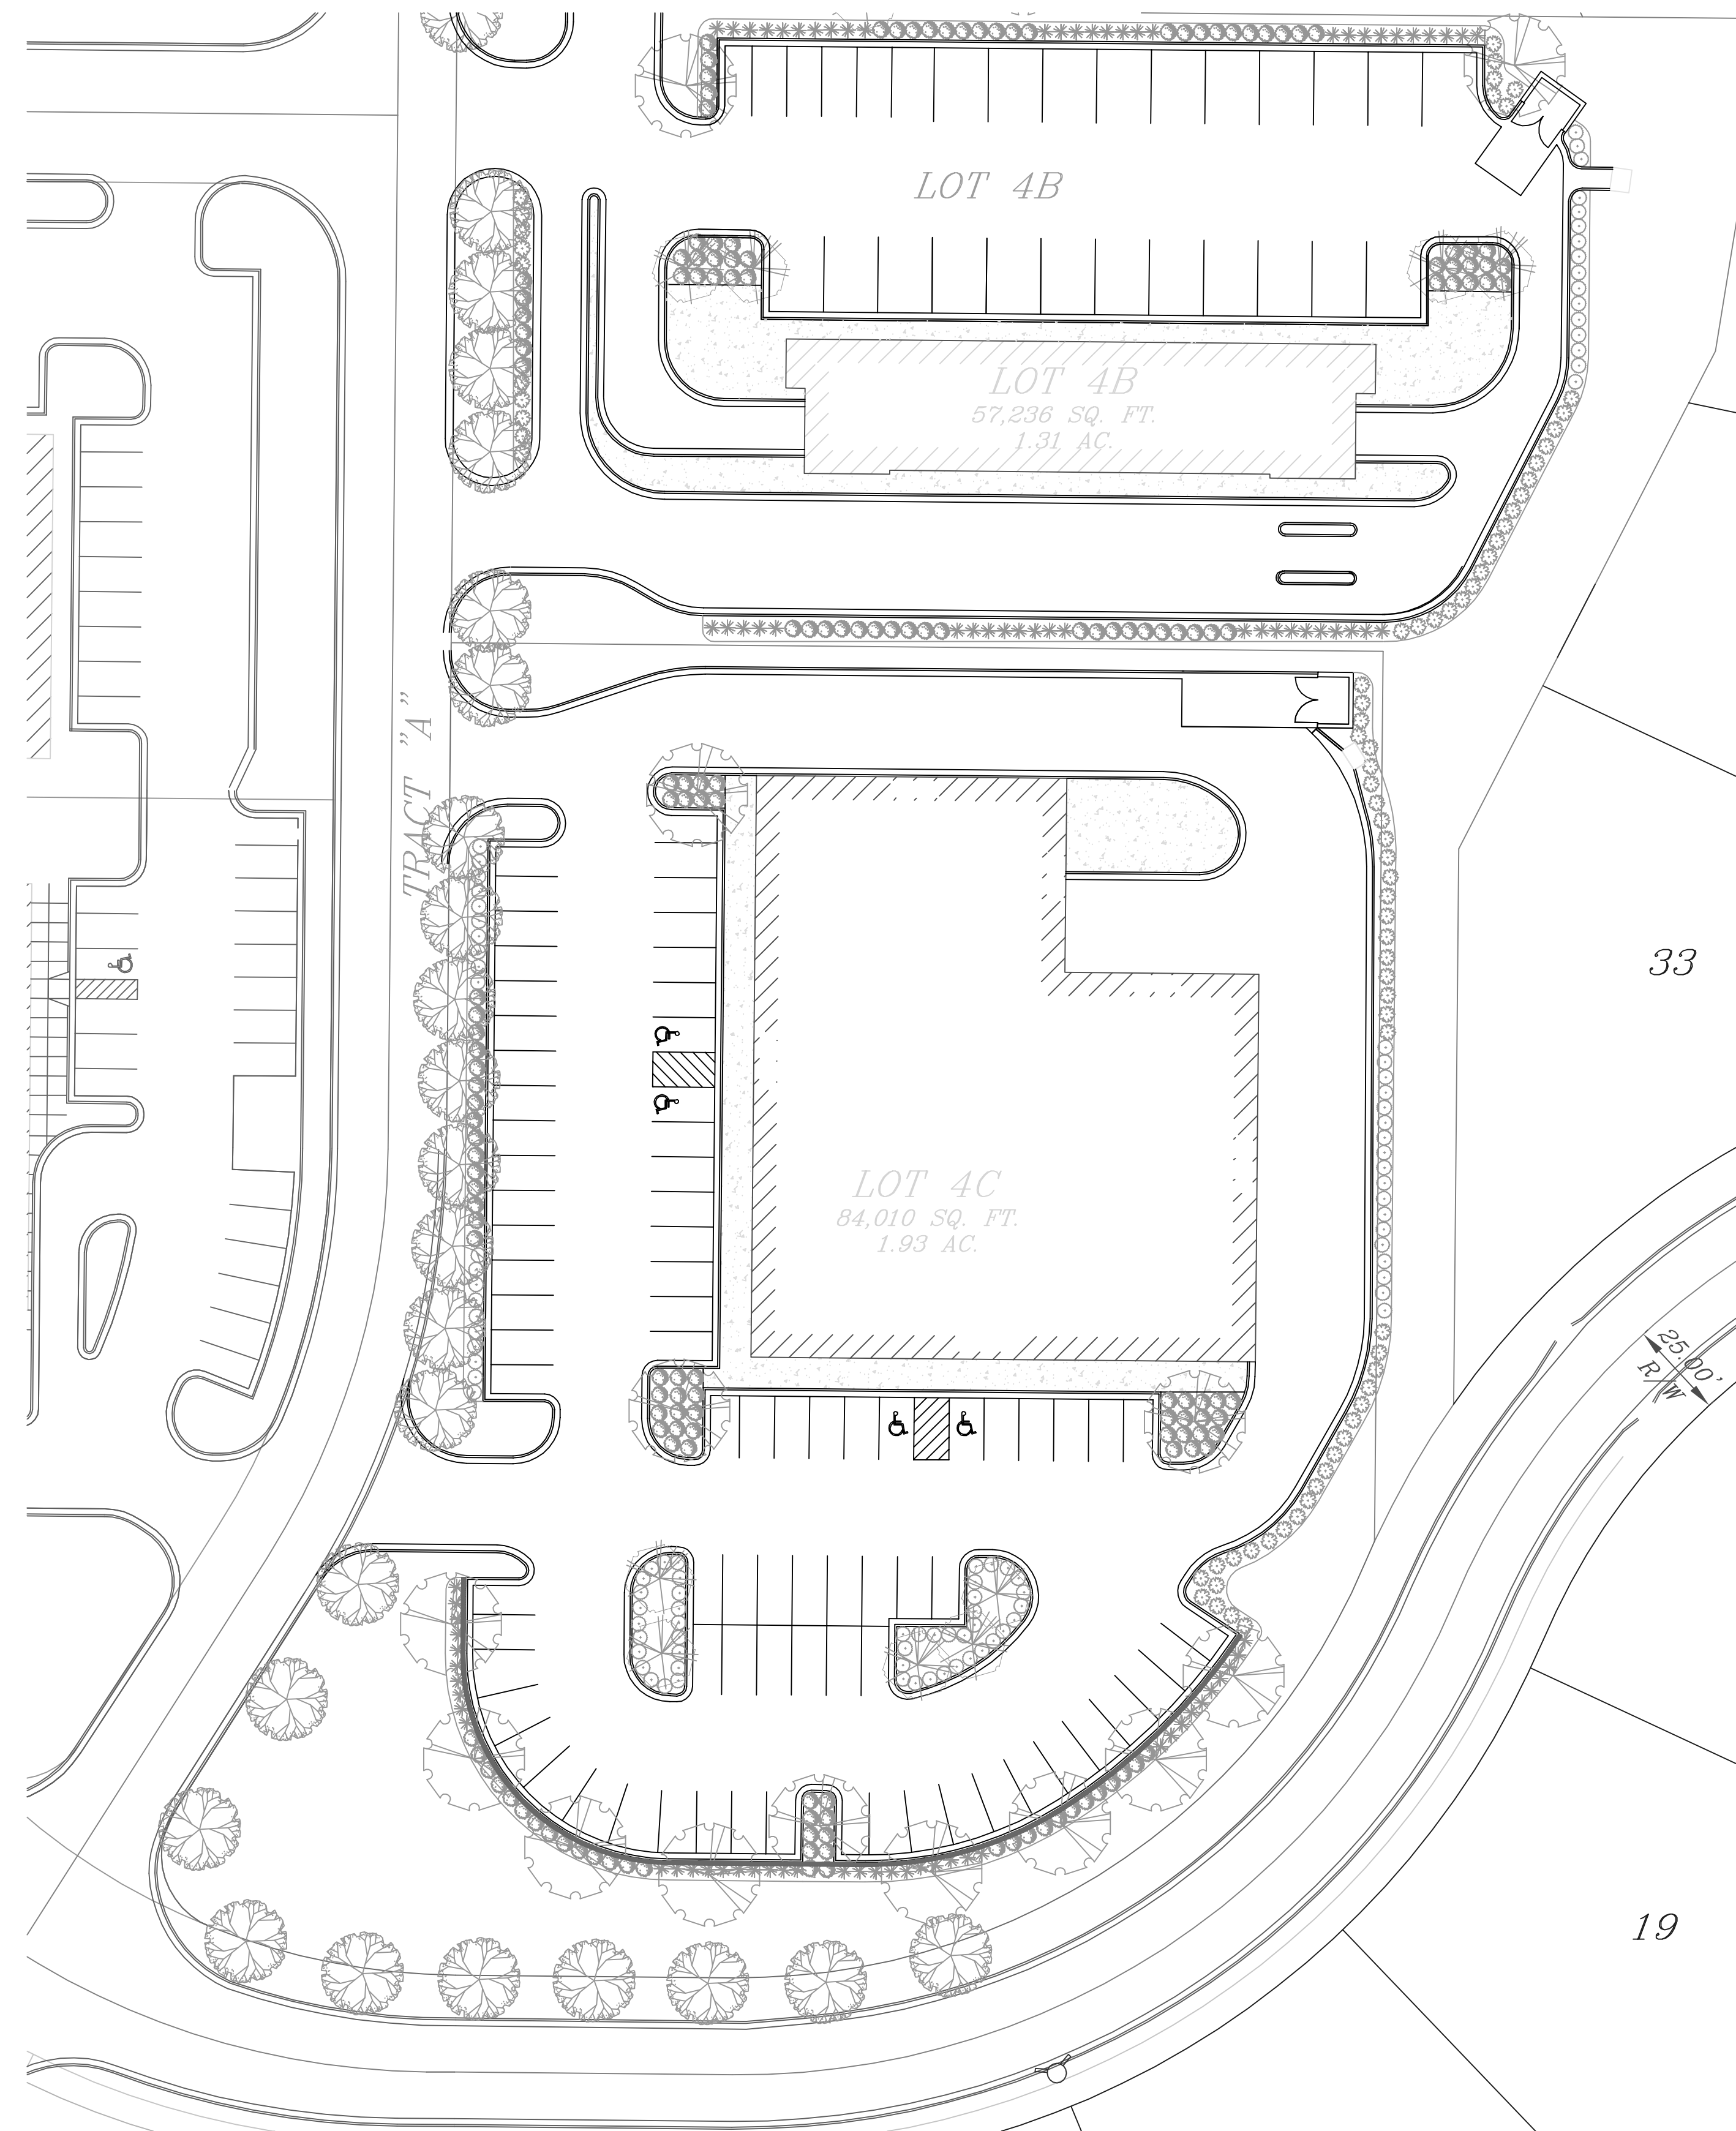 LOT 4B
LOT 4B
57,236 SQ. FT.
1.31 AC.
TRACT "A"
33
LOT 4C
84,010 SQ. FT.
1.93 AC.
25.00'
R/W
19